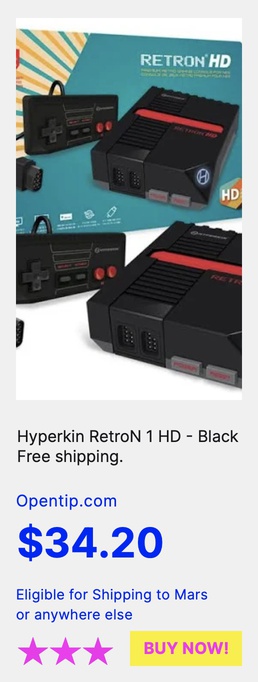 RETRON HD
RETRON HD
HD
Hyperkin RetroN 1 HD - Black
Free shipping.
Opentip.com
$34.20
Eligible for Shipping to Mars
or anywhere else
BUY NOW!